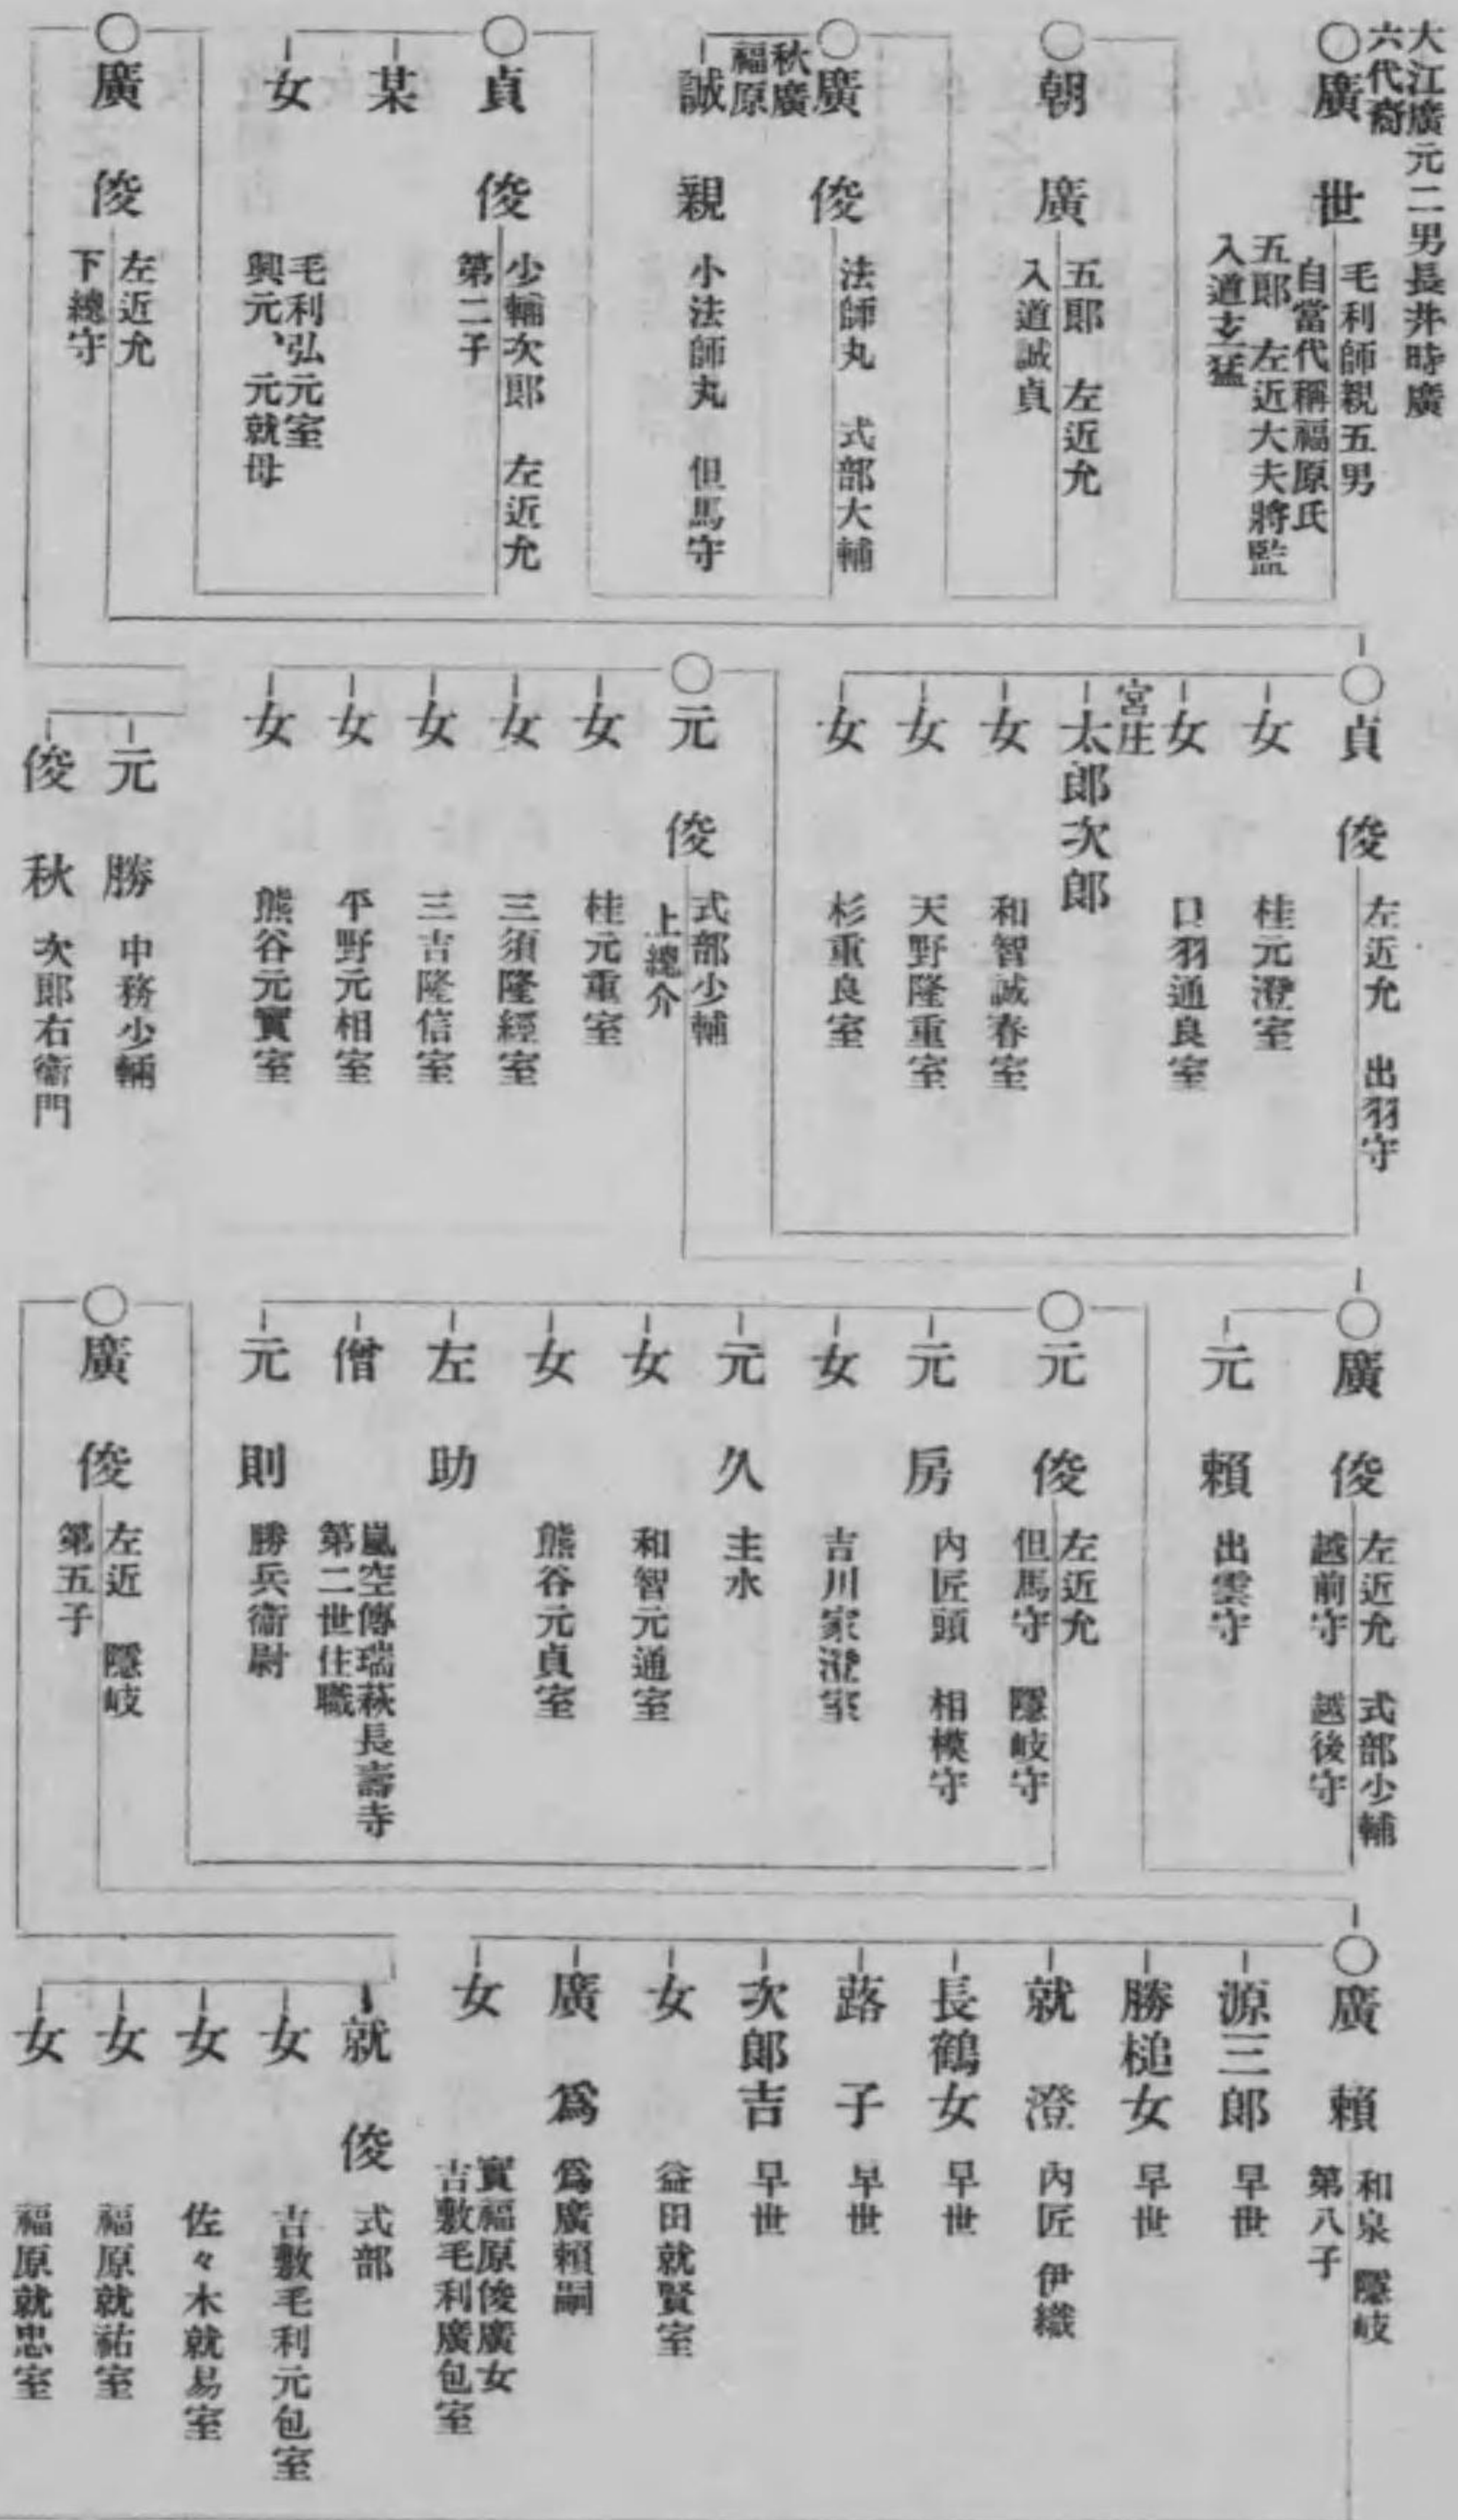 大江廣元二男長井時廣
六代裔
○廣世
毛利師親五男
自當代稱福原氏
五郎 左近大夫將監
入道玄猛
○朝廣
五郎 左近允
入道誠貞
○廣俊
法師丸 式部大輔
秋廣
福原
誠親
小法師丸 但馬守
○貞俊
少輔次郎 左近允
第二子
某
女
毛利弘元室
興元、元就母
○廣俊
左近允
下總守
○貞俊
左近允 出羽守
女 桂元澄室
女 口羽通良室
宮庄
太郎次郎
女 和智誠春室
女 天野隆重室
女 杉重良室
○元俊
式部少輔
上總介
女 桂元重室
女 三須隆經室
女 三吉隆信室
女 平野元相室
女 熊谷元實室
元勝 中務少輔
俊秋 次郎右衞門
○廣俊
左近允 式部少輔
越前守 越後守
元賴 出雲守
○元俊
左近允
但馬守 隱岐守
元房 內匠頭 相模守
女 吉川家澄室
元久 主水
女 和智元通室
女 熊谷元貞室
左助
僧
嵐空傳瑞萩長壽寺
第二世住職
元則 勝兵衞尉
○廣俊
左近 隱岐
第五子
○廣賴
和泉 隱岐
第八子
源三郎 早世
勝槌女 早世
就澄 內匠 伊織
長鶴女 早世
蕗子 早世
次郎吉 早世
女 益田就賢室
廣爲 爲廣賴嗣
女
實福原俊廣女
吉敷毛利廣包室
就俊 式部
女 吉敷毛利元包室
女 佐々木就易室
女 福原就祐室
女 福原就忠室